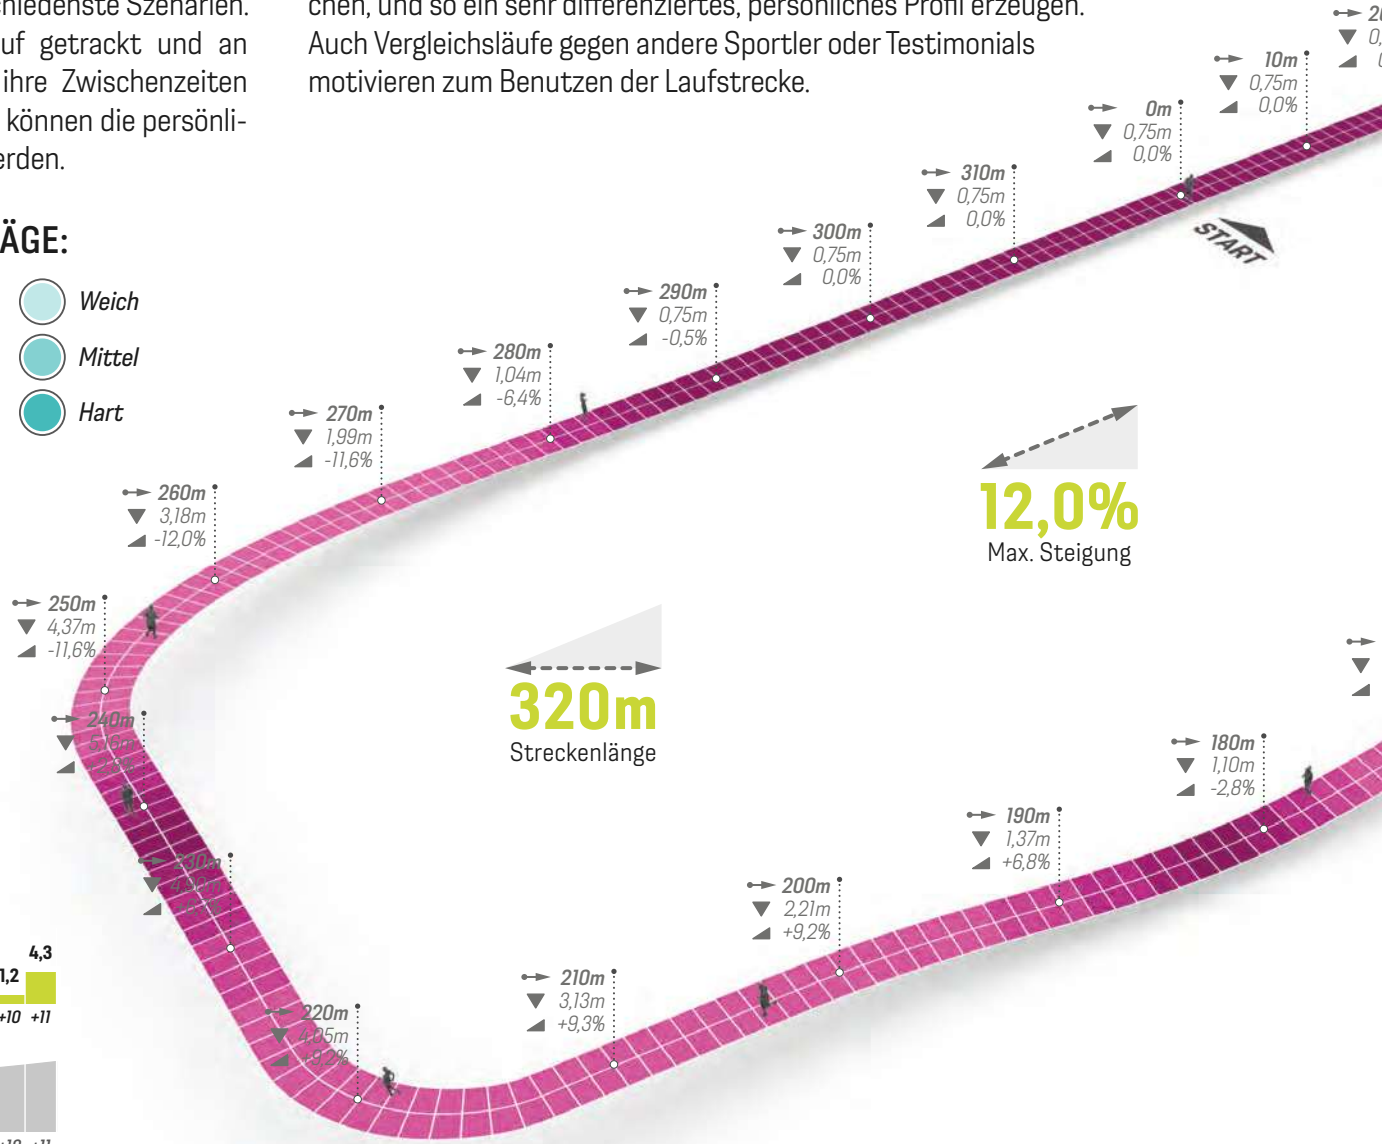 chiedenste Szenarien.
uf getrackt und an
ihre Zwischenzeiten
können die persönli-
erden.
chen, und so ein sehr differenziertes, persönliches Profil erzeugen.
Auch Vergleichsläufe gegen andere Sportler oder Testimonials
motivieren zum Benutzen der Laufstrecke.
ÄGE:
Weich
Mittel
Hart
10m
0,75m
0,0%
0m
0,75m
0,0%
START
310m
0,75m
0,0%
300m
0,75m
0,0%
290m
0,75m
-0,5%
280m
1,04m
-6,4%
270m
1,99m
-11,6%
260m
3,18m
-12,0%
250m
4,37m
-11,6%
240m
230m
220m
4,05m
+9,2%
210m
3,13m
+9,3%
200m
2,21m
+9,2%
190m
1,37m
+6,8%
180m
1,10m
-2,8%
12,0%
Max. Steigung
320m
Streckenlänge
4,3
1,2
+10 +11